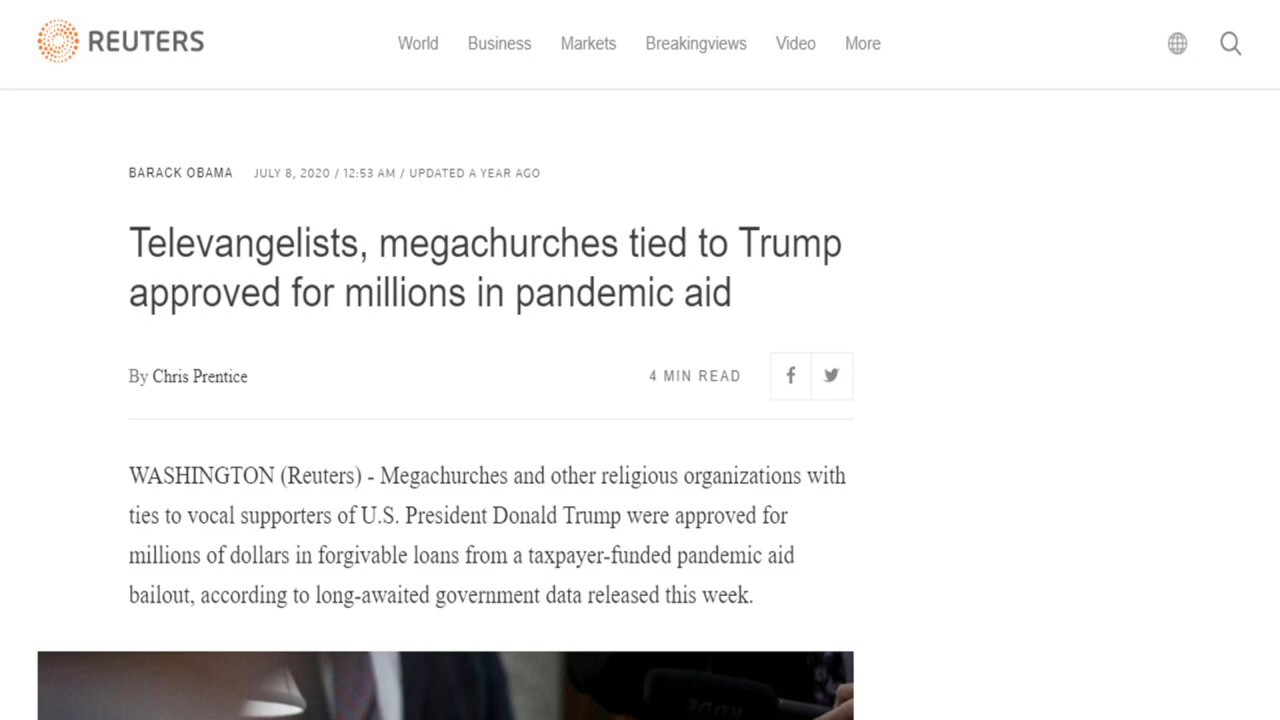 REUTERS
World Business Markets Breakingviews Video More
BARACK OBAMA JULY 8, 2020 / 12:53 AM / UPDATED A YEAR AGO
Televangelists, megachurches tied to Trump
approved for millions in pandemic aid
By Chris Prentice 4 MIN READ
WASHINGTON (Reuters) - Megachurches and other religious organizations with
ties to vocal supporters of U.S. President Donald Trump were approved for
millions of dollars in forgivable loans from a taxpayer-funded pandemic aid
bailout, according to long-awaited government data released this week.